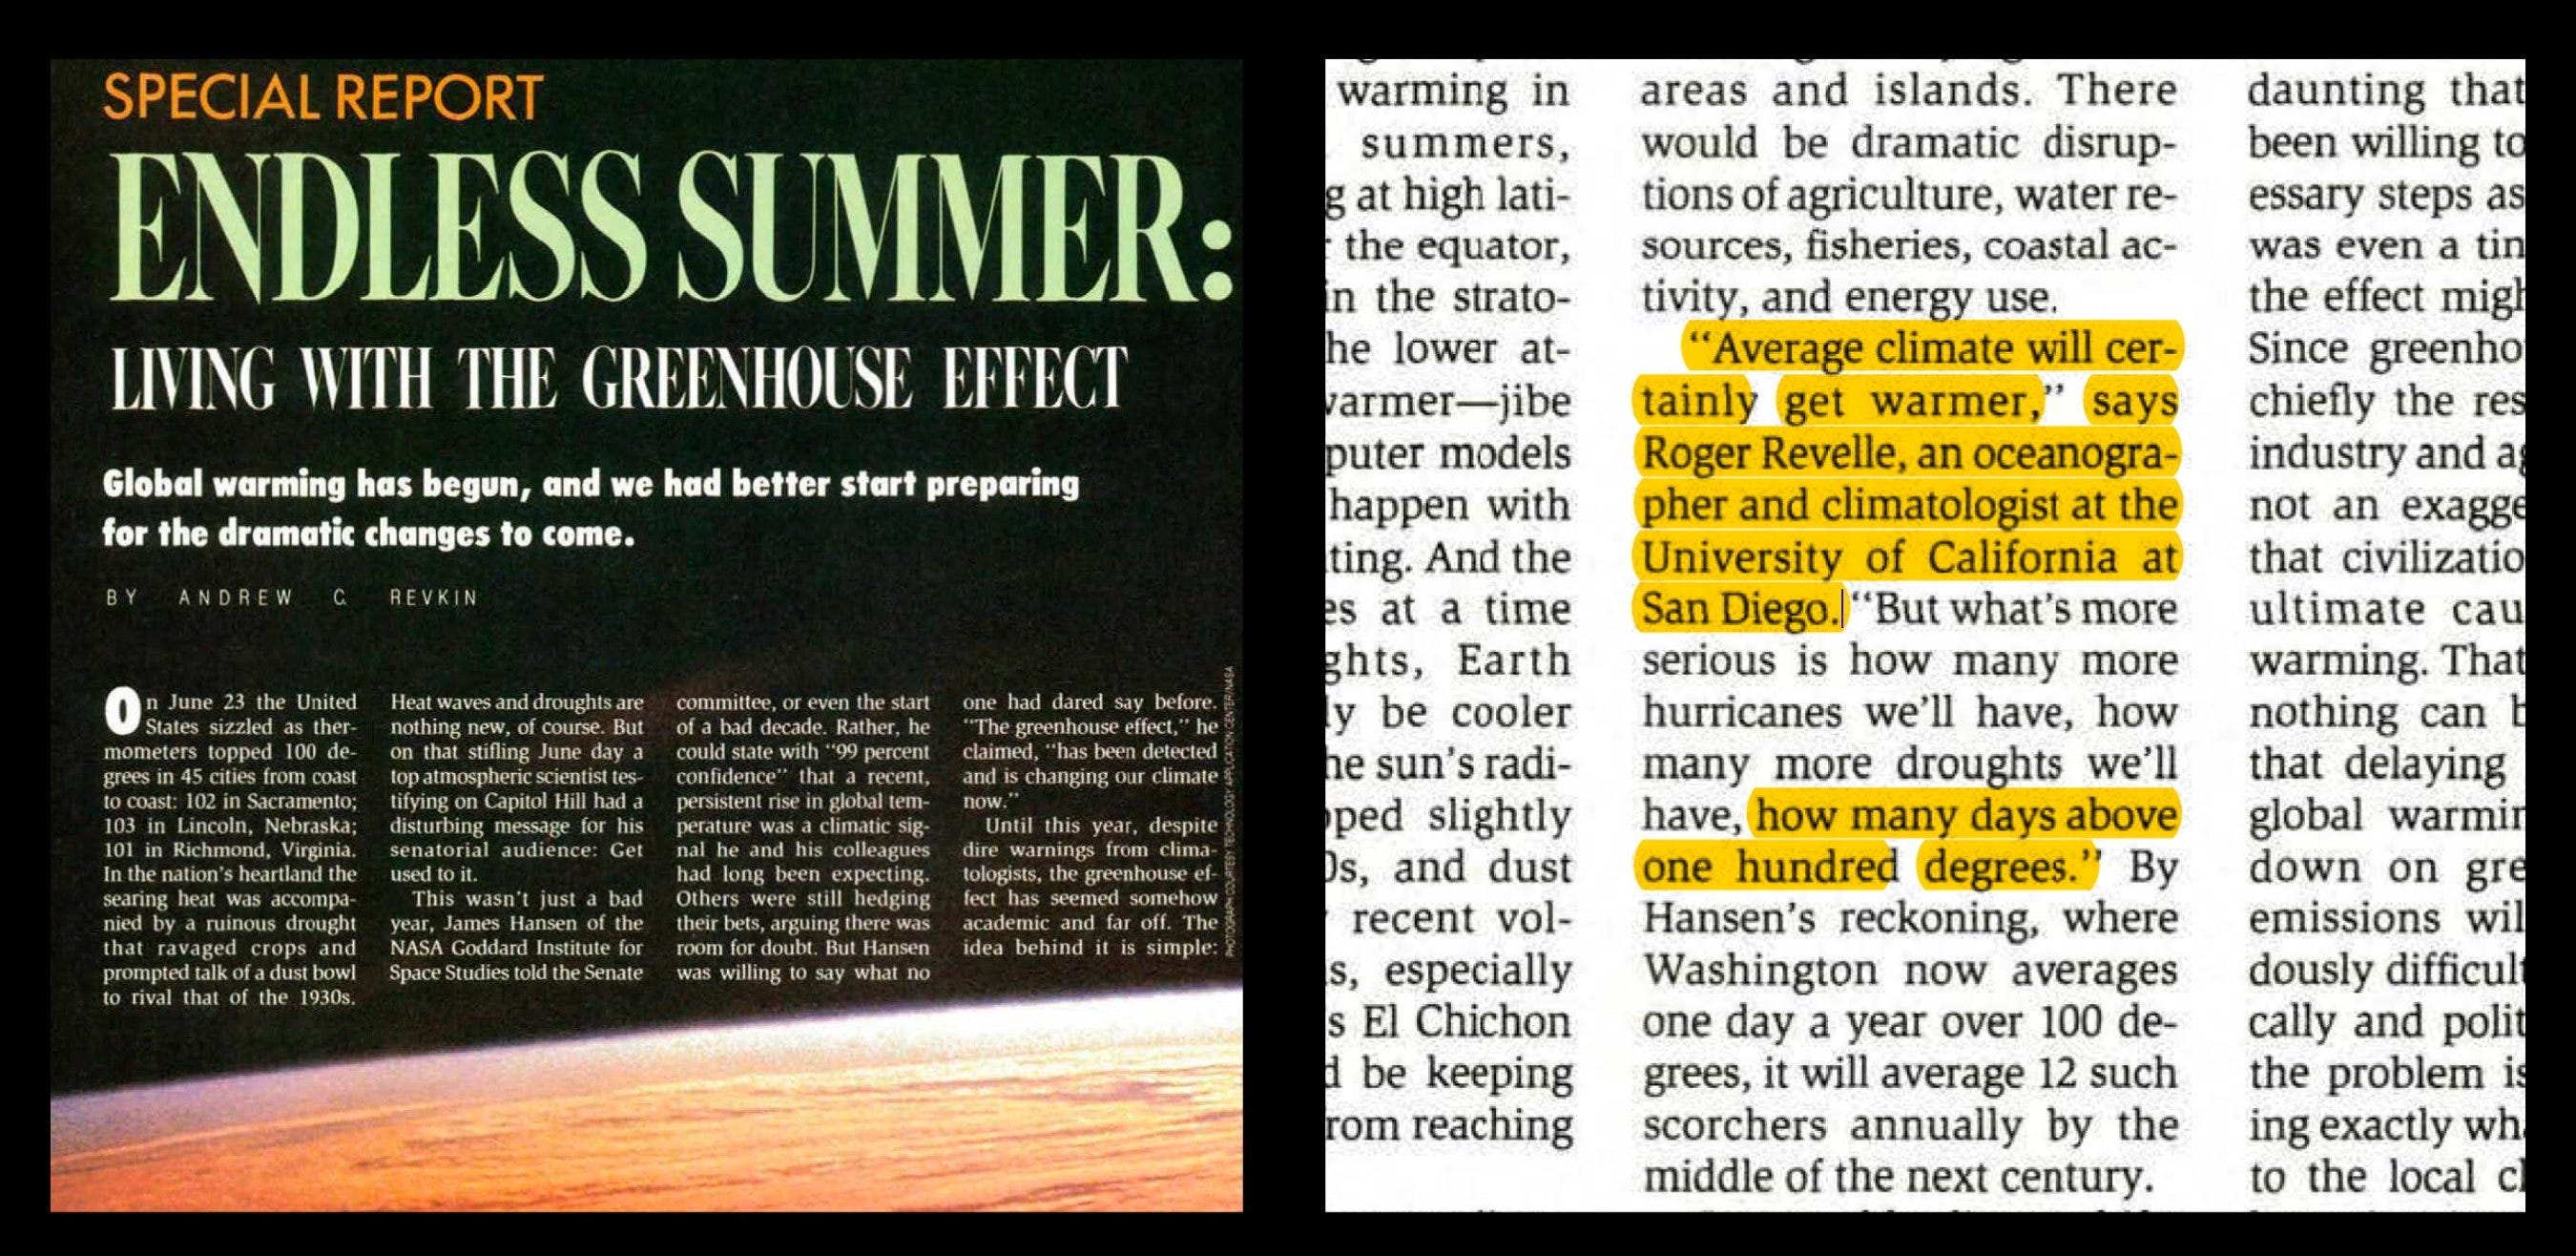 SPECIAL REPORT
ENDLESS SUMMER:
LIVING WITH THE GREENHOUSE EFFECT
Global warming has begun, and we had better start preparing
for the dramatic changes to come.
BY ANDREW C. REVKIN
On June 23 the United
States sizzled as ther-
mometers topped 100 de-
grees in 45 cities from coast
to coast: 102 in Sacramento;
103 in Lincoln, Nebraska;
101 in Richmond, Virginia.
In the nation's heartland the
searing heat was accompa-
nied by a ruinous drought
that ravaged crops and
prompted talk of a dust bowl
to rival that of the 1930s.
Heat waves and droughts are
nothing new, of course. But
on that stifling June day a
top atmospheric scientist tes-
tifying on Capitol Hill had a
disturbing message for his
senatorial audience: Get
used to it.
This wasn't just a bad
year, James Hansen of the
NASA Goddard Institute for
Space Studies told the Senate
committee, or even the start
of a bad decade. Rather, he
could state with "99 percent
confidence" that a recent,
persistent rise in global tem-
perature was a climatic sig-
nal he and his colleagues
had long been expecting.
Others were still hedging
their bets, arguing there was
room for doubt. But Hansen
was willing to say what no
one had dared say before.
"The greenhouse effect," he
claimed, "has been detected
and is changing our climate
now."
Until this year, despite
dire warnings from clima-
tologists, the greenhouse ef-
fect has seemed somehow
academic and far off. The
idea behind it is simple:
PHOTOGRAPH COURTESY TECHNOLOGY APPLICATION CENTER/NASA
warming in
summers,
g at high lati-
the equator,
in the strato-
he lower at-
warmer—jibe
puter models
happen with
ting. And the
es at a time
ghts, Earth
ly be cooler
he sun's radi-
pped slightly
0s, and dust
recent vol-
s, especially
s El Chichon
d be keeping
rom reaching
areas and islands. There
would be dramatic disrup-
tions of agriculture, water re-
sources, fisheries, coastal ac-
tivity, and energy use.
"Average climate will cer-
tainly get warmer," says
Roger Revelle, an oceanogra-
pher and climatologist at the
University of California at
San Diego. "But what's more
serious is how many more
hurricanes we'll have, how
many more droughts we'll
have, how many days above
one hundred degrees." By
Hansen's reckoning, where
Washington now averages
one day a year over 100 de-
grees, it will average 12 such
scorchers annually by the
middle of the next century.
daunting that
been willing to
essary steps as
was even a tin
the effect migh
Since greenho
chiefly the res
industry and ag
not an exagge
that civilizatio
ultimate cau
warming. That
nothing can b
that delaying
global warmin
down on gre
emissions wil
dously difficult
cally and polit
the problem is
ing exactly wh
to the local cl